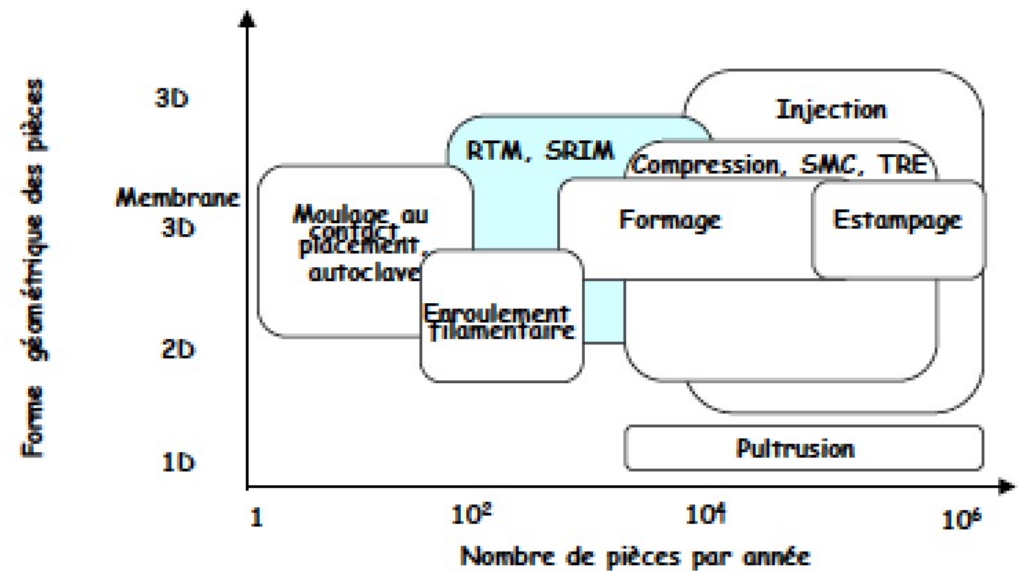 Forme géométrique des pièces
3D
Membrane
3D
2D
1D
Injection
RTM, SRIM
Compression, SMC, TRE
Moulage au
contact,
placement,
autoclave
Formage
Estampage
Enroulement
filamentaire
Pultrusion
1
10²
10⁴
10⁶
Nombre de pièces par année